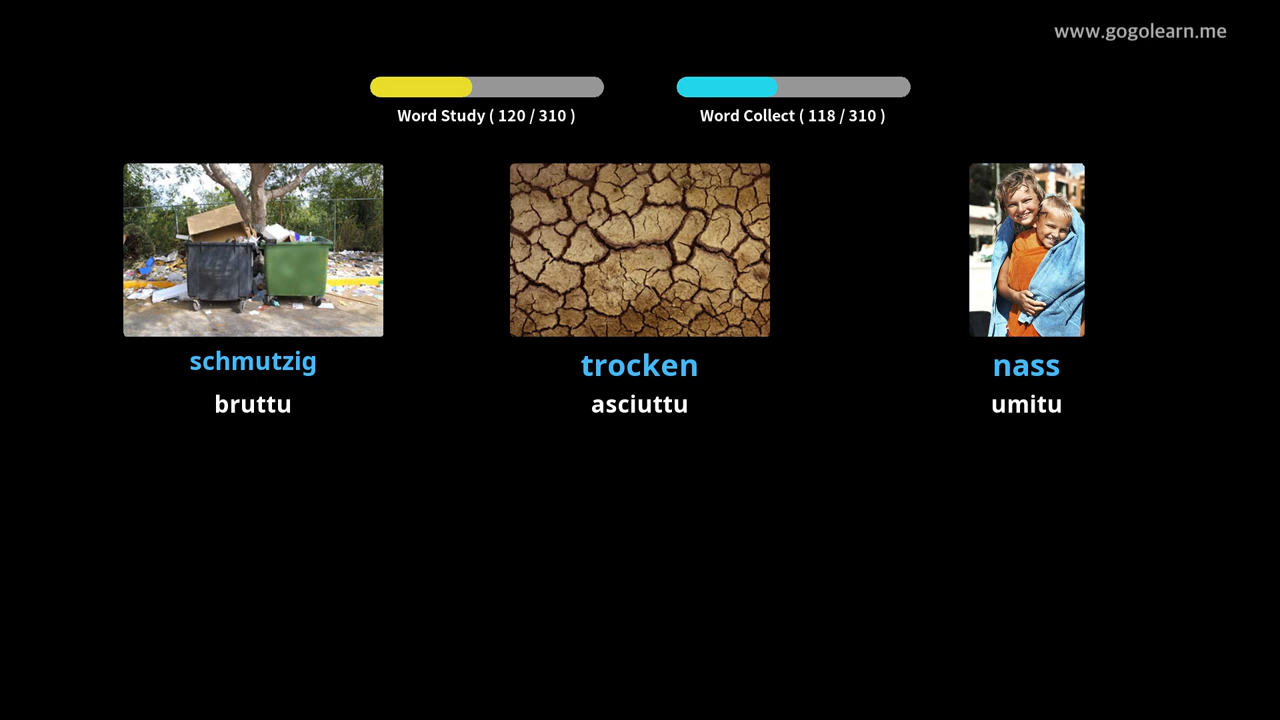 www.gogolearn.me
Word Study ( 120 / 310 )
Word Collect ( 118 / 310 )
schmutzig
trocken
nass
bruttu
asciuttu
umitu